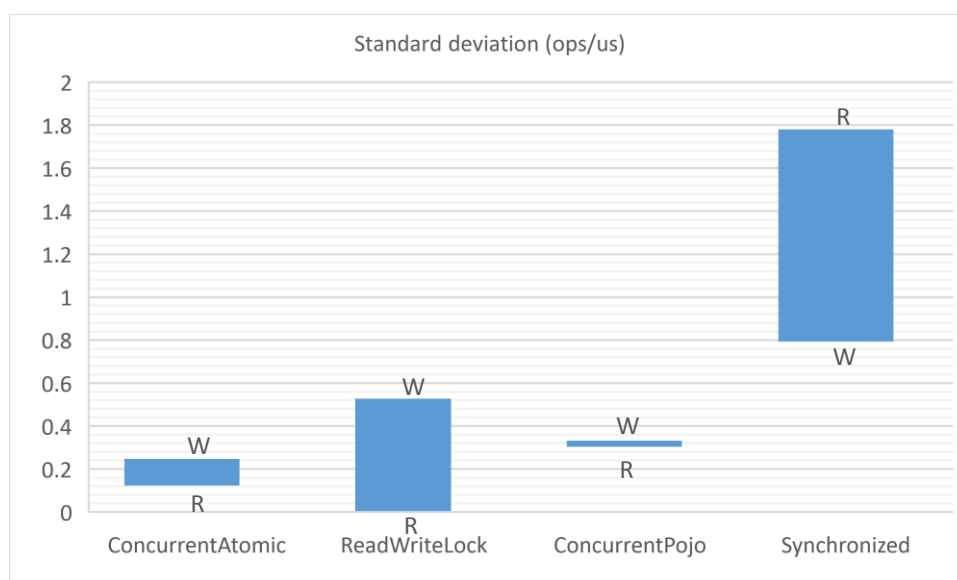 Standard deviation (ops/us)
2
1.8
1.6
1.4
1.2
1
0.8
0.6
0.4
0.2
0
R
W
W
R
W
R
W
R
ConcurrentAtomic ReadWriteLock ConcurrentPojo Synchronized